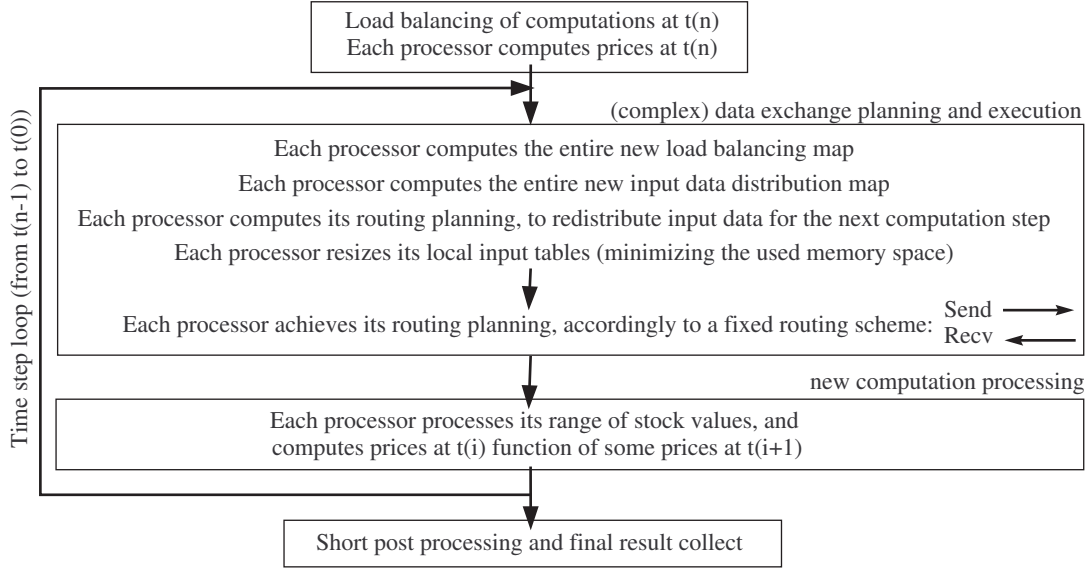 Load balancing of computations at t(n)
Each processor computes prices at t(n)
(complex) data exchange planning and execution
Each processor computes the entire new load balancing map
Each processor computes the entire new input data distribution map
Each processor computes its routing planning, to redistribute input data for the next computation step
Each processor resizes its local input tables (minimizing the used memory space)
Each processor achieves its routing planning, accordingly to a fixed routing scheme:
Send
Recv
new computation processing
Each processor processes its range of stock values, and
computes prices at t(i) function of some prices at t(i+1)
Short post processing and final result collect
Time step loop (from t(n-1) to t(0))